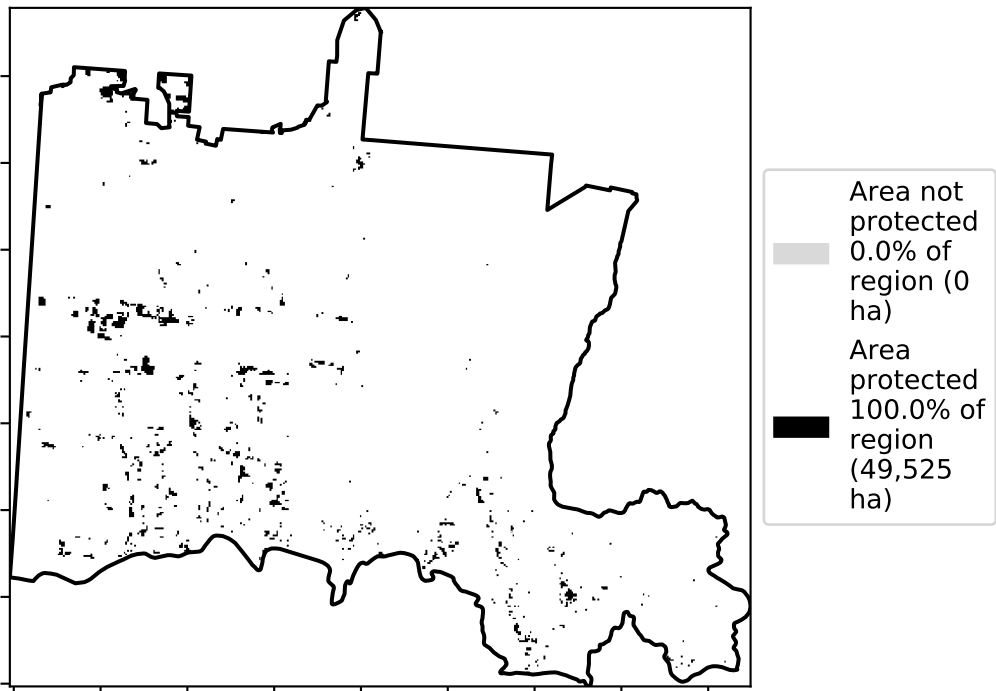 Area not
protected
0.0% of
region (0
ha)
Area
protected
100.0% of
region
(49,525
ha)